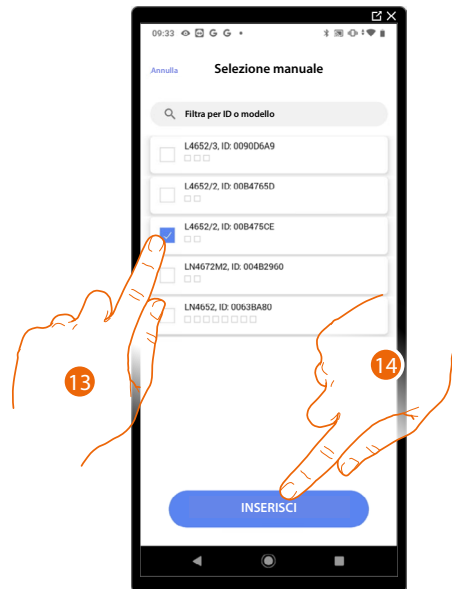 09:33 G G
Annulla Selezione manuale
Filtra per ID o modello
L4652/3, ID: 0090D6A9
L4652/2, ID: 00B4765D
L4652/2, ID: 00B475CE
LN4672M2, ID: 004B2960
LN4652, ID: 0063BA80
13
14
INSERISCI